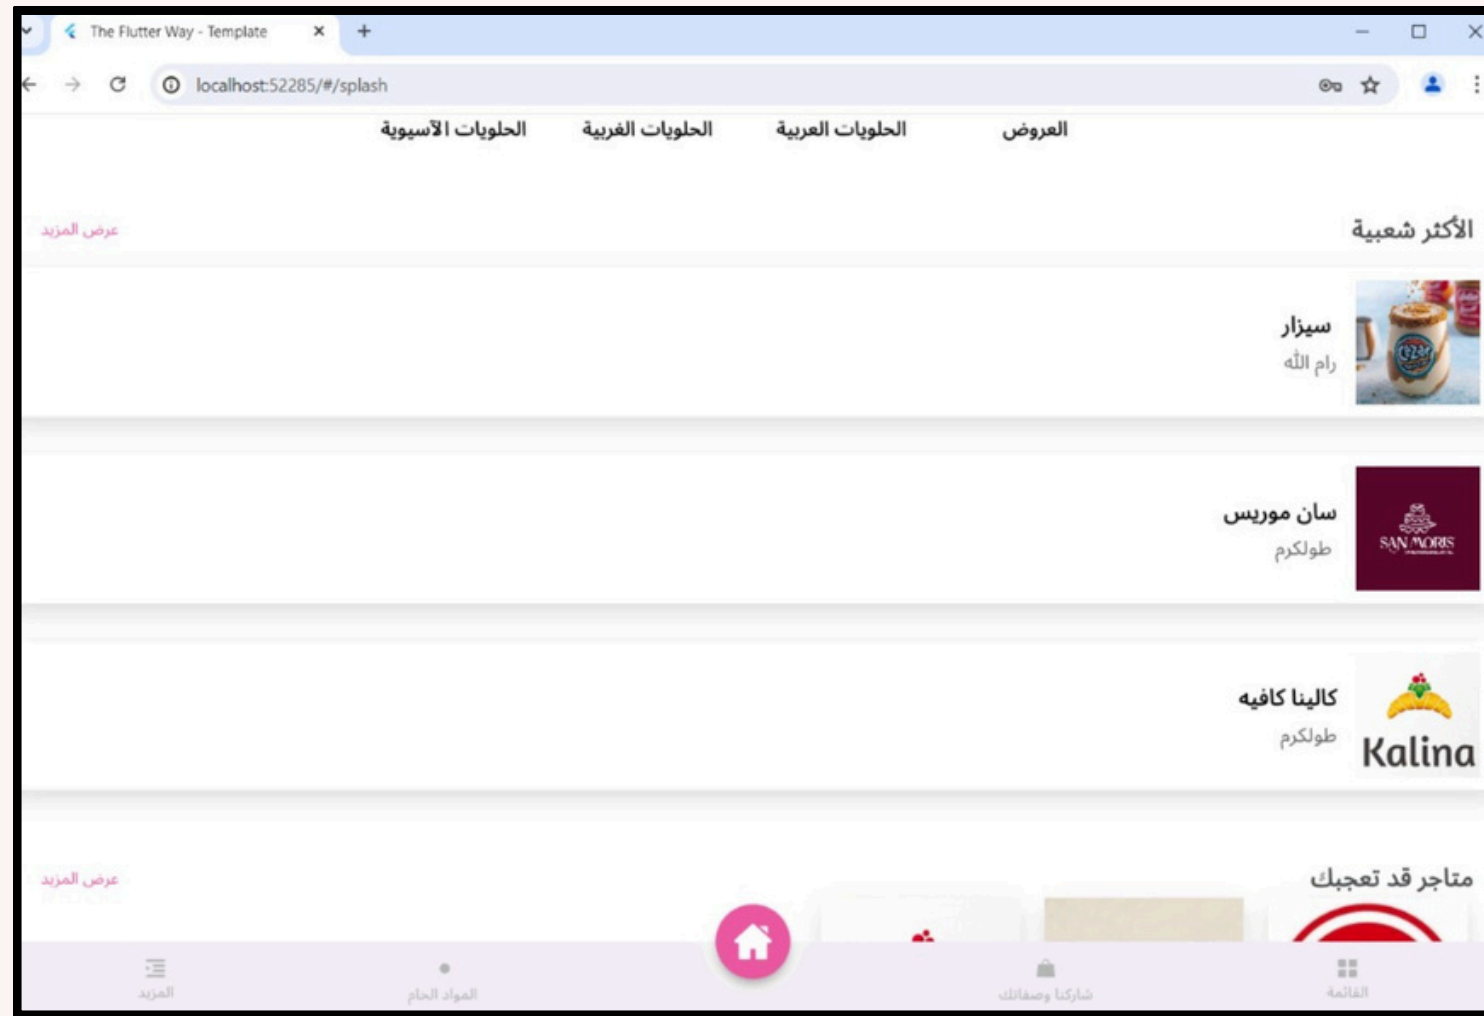 The Flutter Way - Template
localhost:52285/#/splash
العروض الحلويات العربية الحلويات الغربية الحلويات الآسيوية
الأكثر شعبية عرض المزيد
Cezar
سيزار
رام الله
SAN MORIS
سان موريس
طولكرم
Kalina
كالينا كافيه
طولكرم
متاجر قد تعجبك عرض المزيد
القائمة شاركنا وصفاتك المواد الخام المزيد